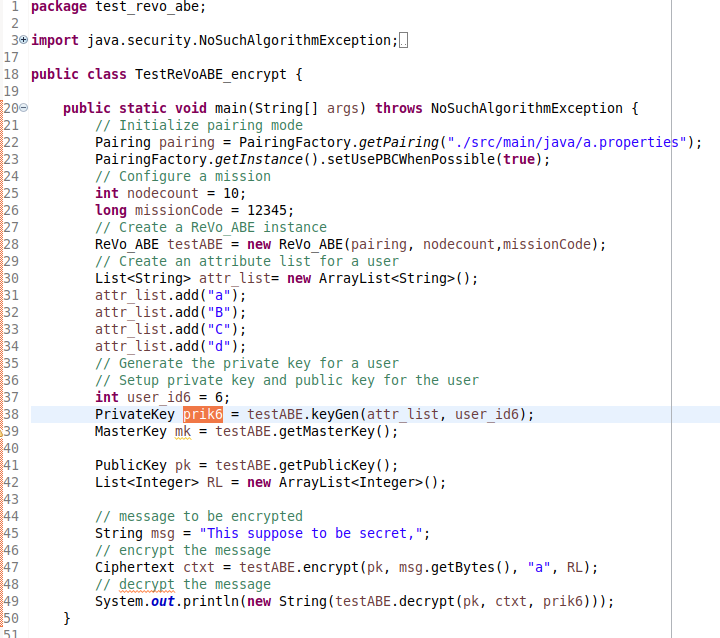 1 package test_revo_abe;
2
3 import java.security.NoSuchAlgorithmException;
17
18 public class TestReVoABE_encrypt {
19
20     public static void main(String[] args) throws NoSuchAlgorithmException {
21         // Initialize pairing mode
22         Pairing pairing = PairingFactory.getPairing("./src/main/java/a.properties");
23         PairingFactory.getInstance().setUsePBCWhenPossible(true);
24         // Configure a mission
25         int nodecount = 10;
26         long missionCode = 12345;
27         // Create a ReVo_ABE instance
28         ReVo_ABE testABE = new ReVo_ABE(pairing, nodecount,missionCode);
29         // Create an attribute list for a user
30         List<String> attr_list= new ArrayList<String>();
31         attr_list.add("a");
32         attr_list.add("B");
33         attr_list.add("C");
34         attr_list.add("d");
35         // Generate the private key for a user
36         // Setup private key and public key for the user
37         int user_id6 = 6;
38         PrivateKey prik6 = testABE.keyGen(attr_list, user_id6);
39         MasterKey mk = testABE.getMasterKey();
40
41         PublicKey pk = testABE.getPublicKey();
42         List<Integer> RL = new ArrayList<Integer>();
43
44         // message to be encrypted
45         String msg = "This suppose to be secret,";
46         // encrypt the message
47         Ciphertext ctxt = testABE.encrypt(pk, msg.getBytes(), "a", RL);
48         // decrypt the message
49         System.out.println(new String(testABE.decrypt(pk, ctxt, prik6)));
50     }
51